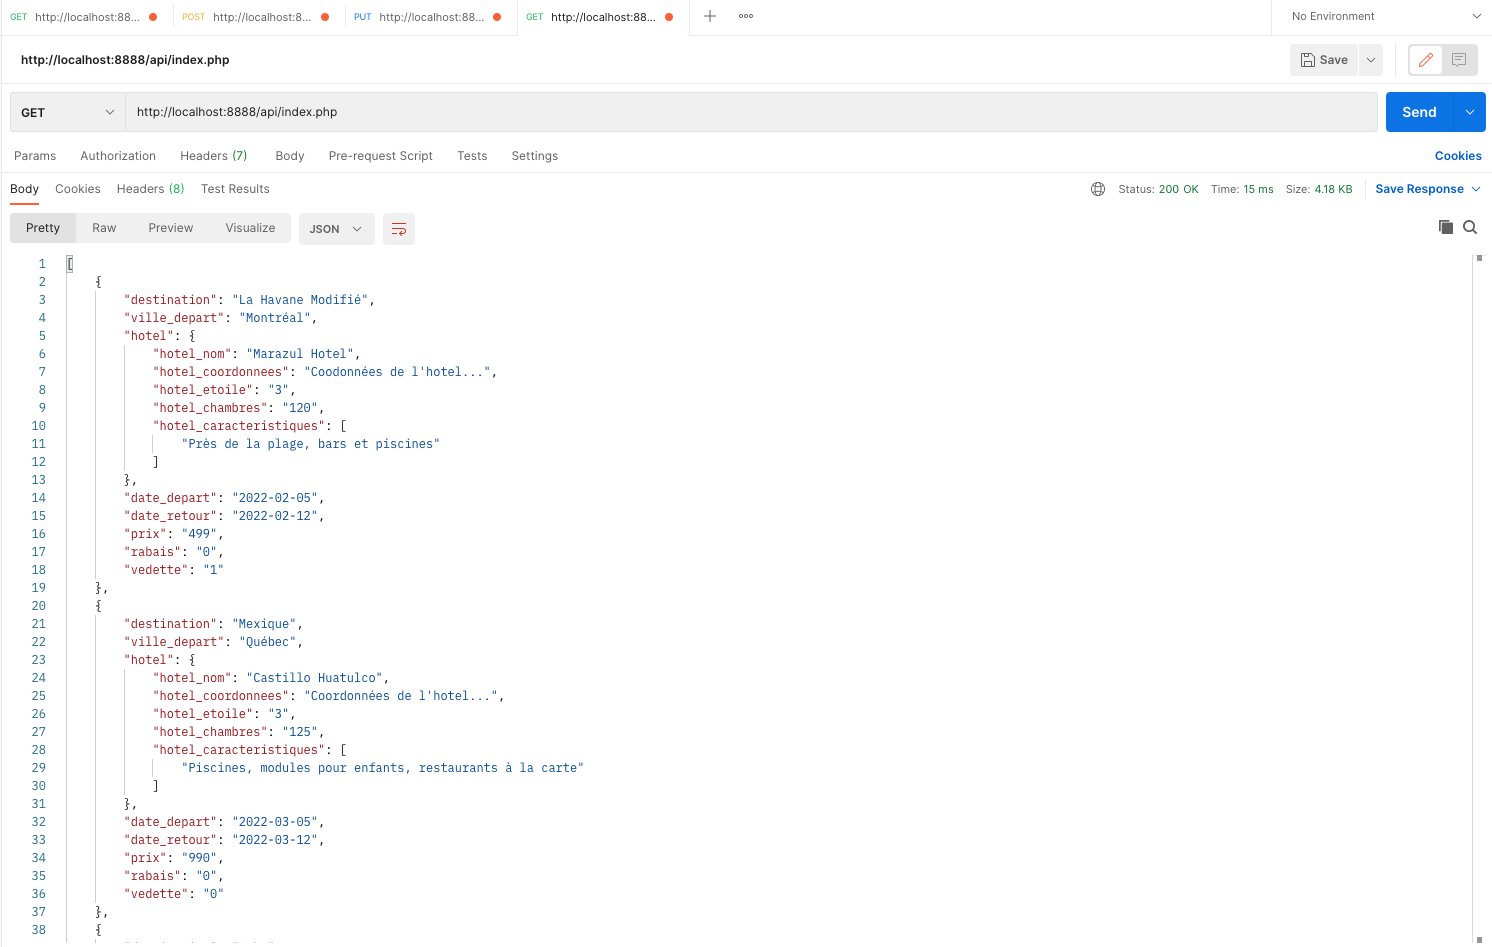 GET http://localhost:88... POST http://localhost:8... PUT http://localhost:88... GET http://localhost:88... No Environment
http://localhost:8888/api/index.php Save
GET http://localhost:8888/api/index.php Send
Params Authorization Headers (7) Body Pre-request Script Tests Settings Cookies
Body Cookies Headers (8) Test Results Status: 200 OK Time: 15 ms Size: 4.18 KB Save Response
Pretty Raw Preview Visualize JSON
1 [
2 {
3 "destination": "La Havane Modifié",
4 "ville_depart": "Montréal",
5 "hotel": {
6 "hotel_nom": "Marazul Hotel",
7 "hotel_coordonnees": "Coodonnées de l'hotel...",
8 "hotel_etoile": "3",
9 "hotel_chambres": "120",
10 "hotel_caracteristiques": [
11 "Près de la plage, bars et piscines"
12 ]
13 },
14 "date_depart": "2022-02-05",
15 "date_retour": "2022-02-12",
16 "prix": "499",
17 "rabais": "0",
18 "vedette": "1"
19 },
20 {
21 "destination": "Mexique",
22 "ville_depart": "Québec",
23 "hotel": {
24 "hotel_nom": "Castillo Huatulco",
25 "hotel_coordonnees": "Coordonnées de l'hotel...",
26 "hotel_etoile": "3",
27 "hotel_chambres": "125",
28 "hotel_caracteristiques": [
29 "Piscines, modules pour enfants, restaurants à la carte"
30 ]
31 },
32 "date_depart": "2022-03-05",
33 "date_retour": "2022-03-12",
34 "prix": "990",
35 "rabais": "0",
36 "vedette": "0"
37 },
38 {